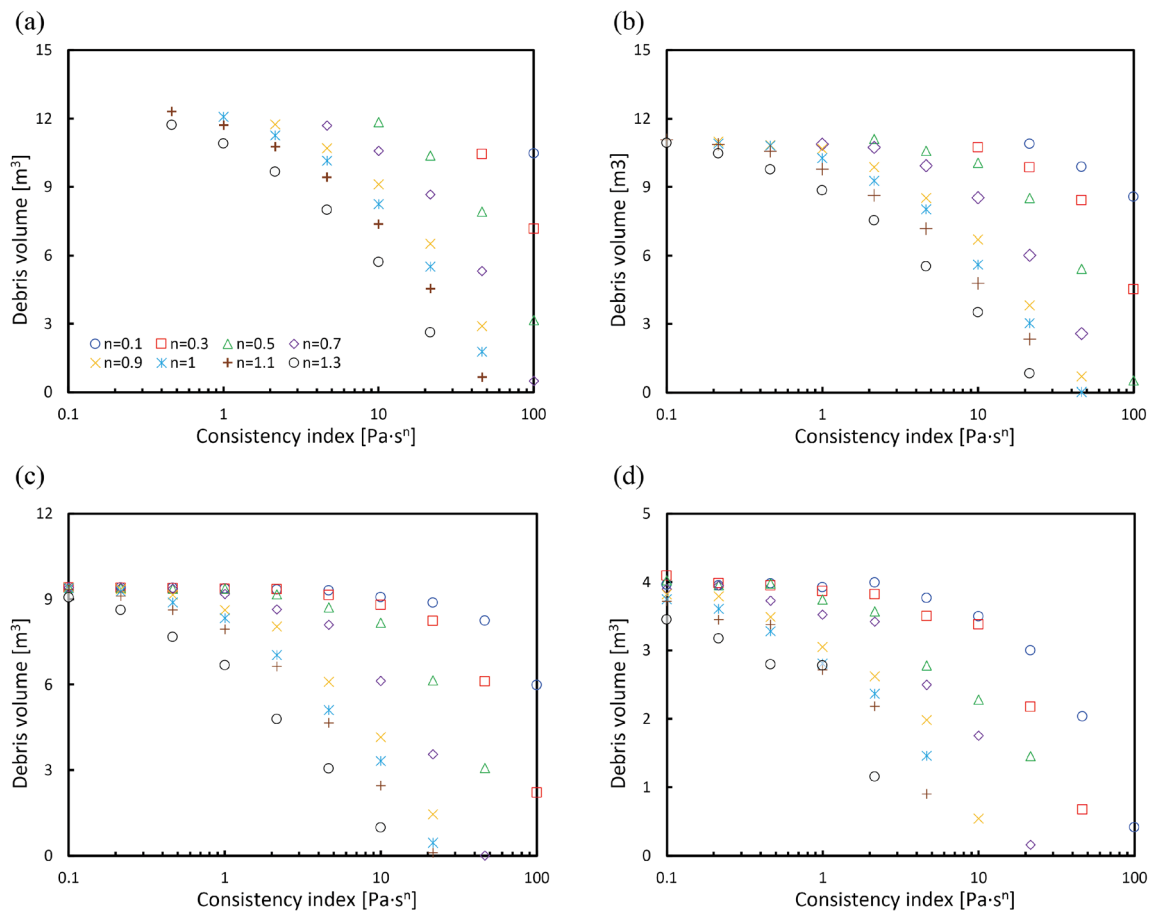 (a)
15
12
9
6
3
0
Debris volume [m³]
n=0.1 n=0.3 n=0.5 n=0.7
n=0.9 n=1 n=1.1 n=1.3
0.1 1 10 100
Consistency index [Pa·sⁿ]
(b)
15
12
9
6
3
0
Debris volume [m3]
0.1 1 10 100
Consistency index [Pa·sⁿ]
(c)
12
9
6
3
0
Debris volume [m³]
0.1 1 10 100
Consistency index [Pa·sⁿ]
(d)
5
4
3
2
1
0
Debris volume [m³]
0.1 1 10 100
Consistency index [Pa·sⁿ]